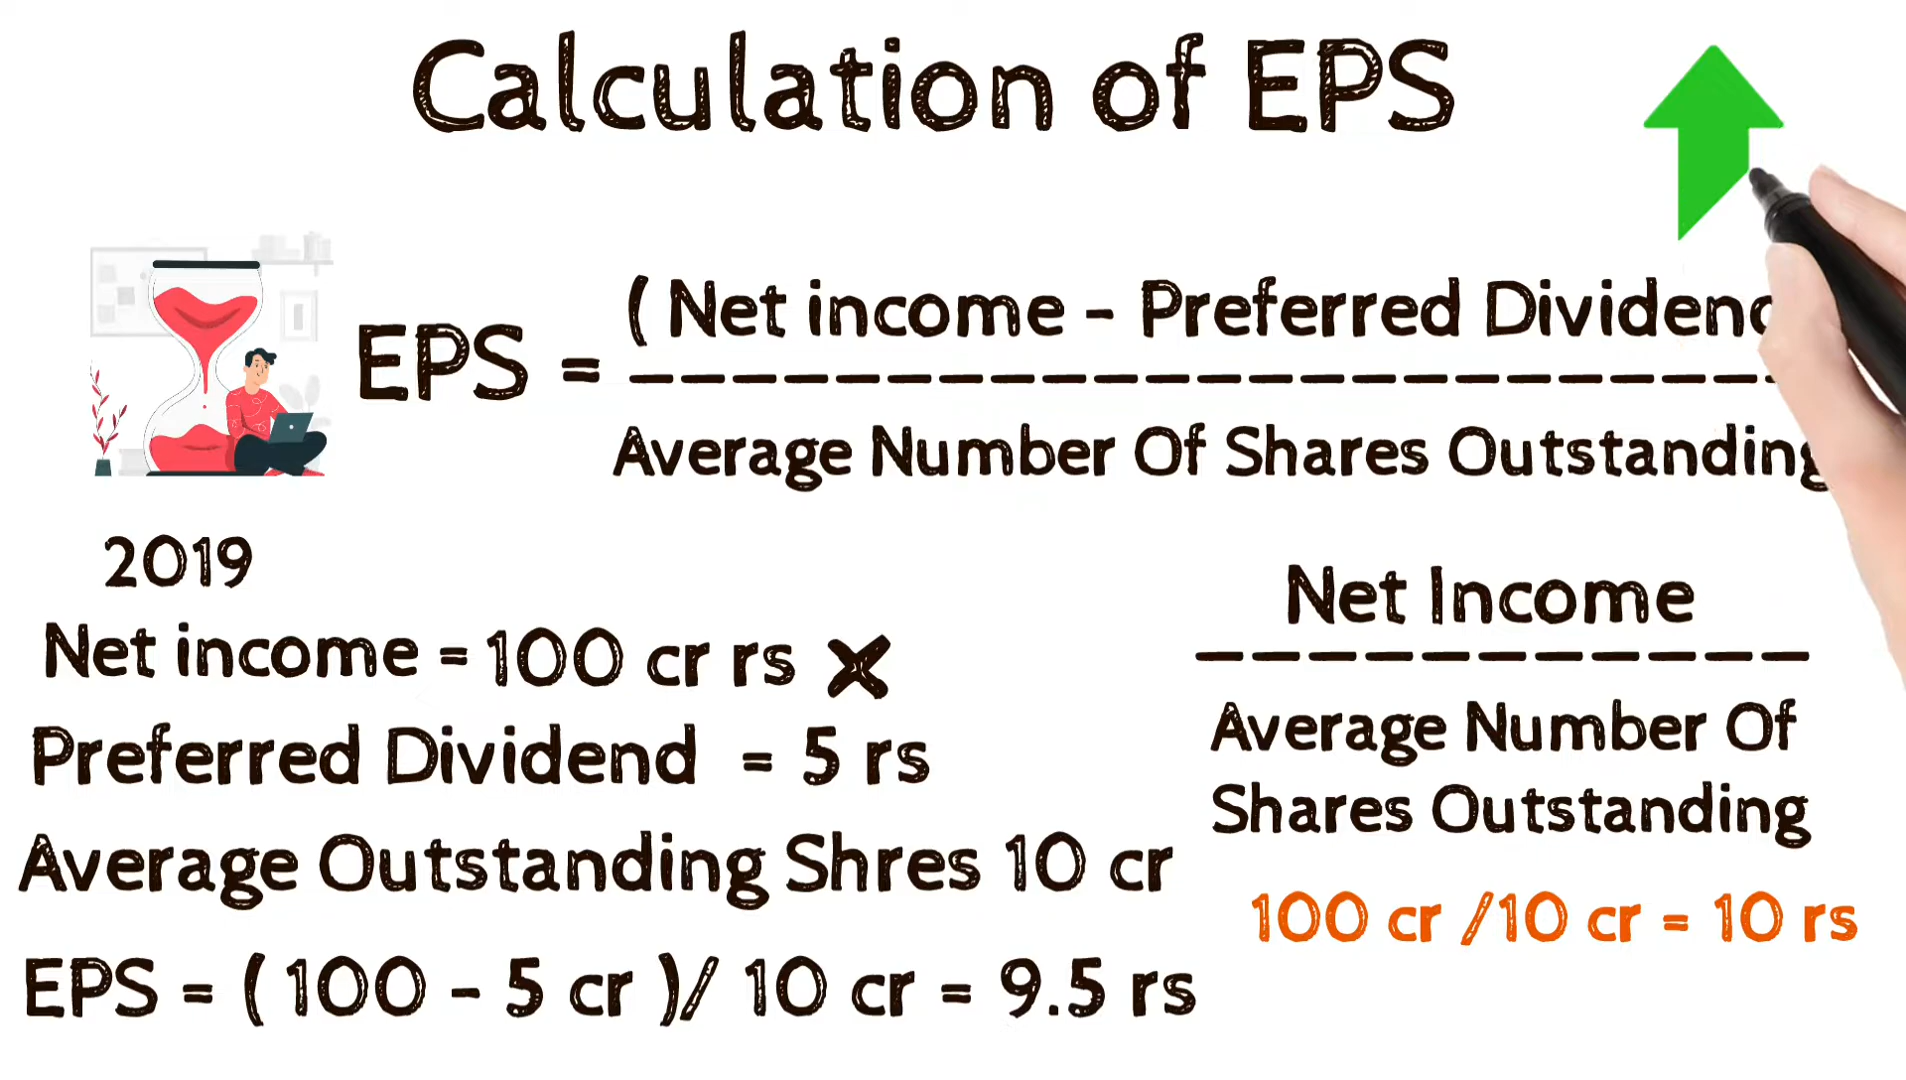 Calculation of EPS
( Net income - Preferred
EPS = ----------------------
Average Number Of Shares Outstanding
2019
Net income = 100 cr rs ×
Preferred Dividend = 5 rs
Average Outstanding Shres 10 cr
EPS = ( 100 - 5 cr )/ 10 cr = 9.5 rs
Net Income
------------
Average Number Of
Shares Outstanding
100 cr /10 cr = 10 rs